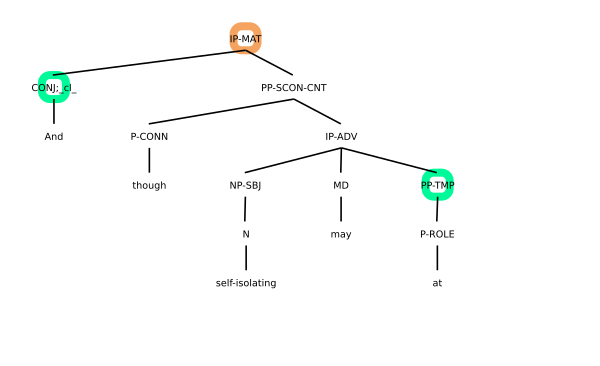 IP-MAT
CONJ;_cl_ PP-SCON-CNT
And P-CONN IP-ADV
though NP-SBJ MD PP-TMP
N may P-ROLE
self-isolating at